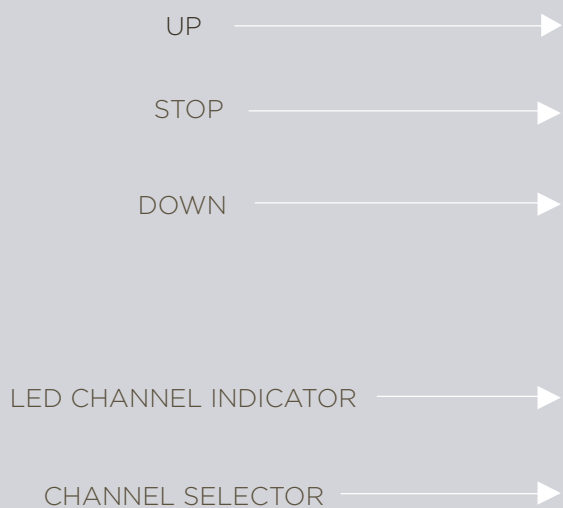 UP
STOP
DOWN
LED CHANNEL INDICATOR
CHANNEL SELECTOR